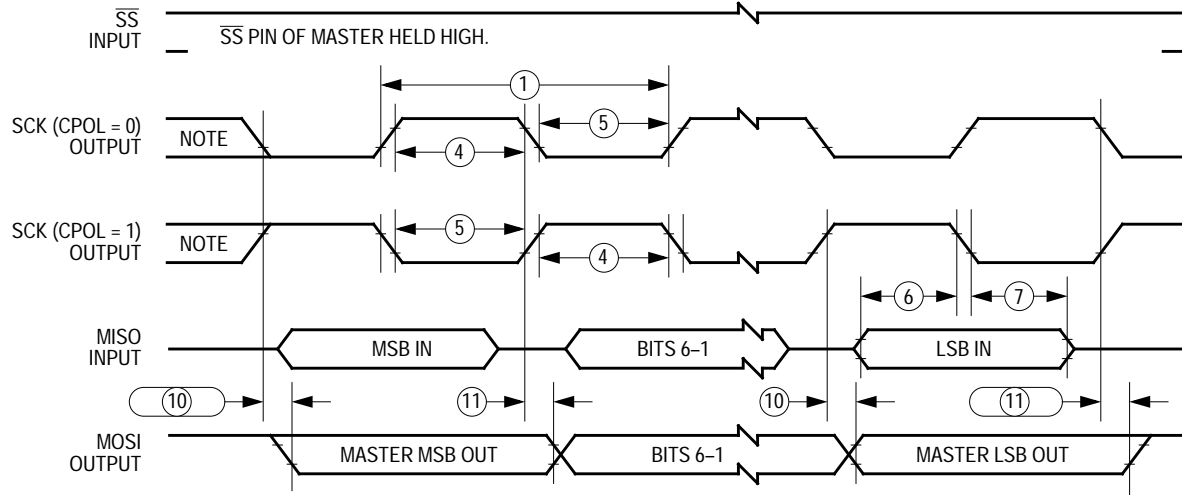 SS
INPUT
SS PIN OF MASTER HELD HIGH.
1
SCK (CPOL = 0)
OUTPUT
NOTE
4
5
SCK (CPOL = 1)
OUTPUT
NOTE
5
4
6
7
MISO
INPUT
MSB IN
BITS 6–1
LSB IN
10
11
10
11
MOSI
OUTPUT
MASTER MSB OUT
BITS 6–1
MASTER LSB OUT